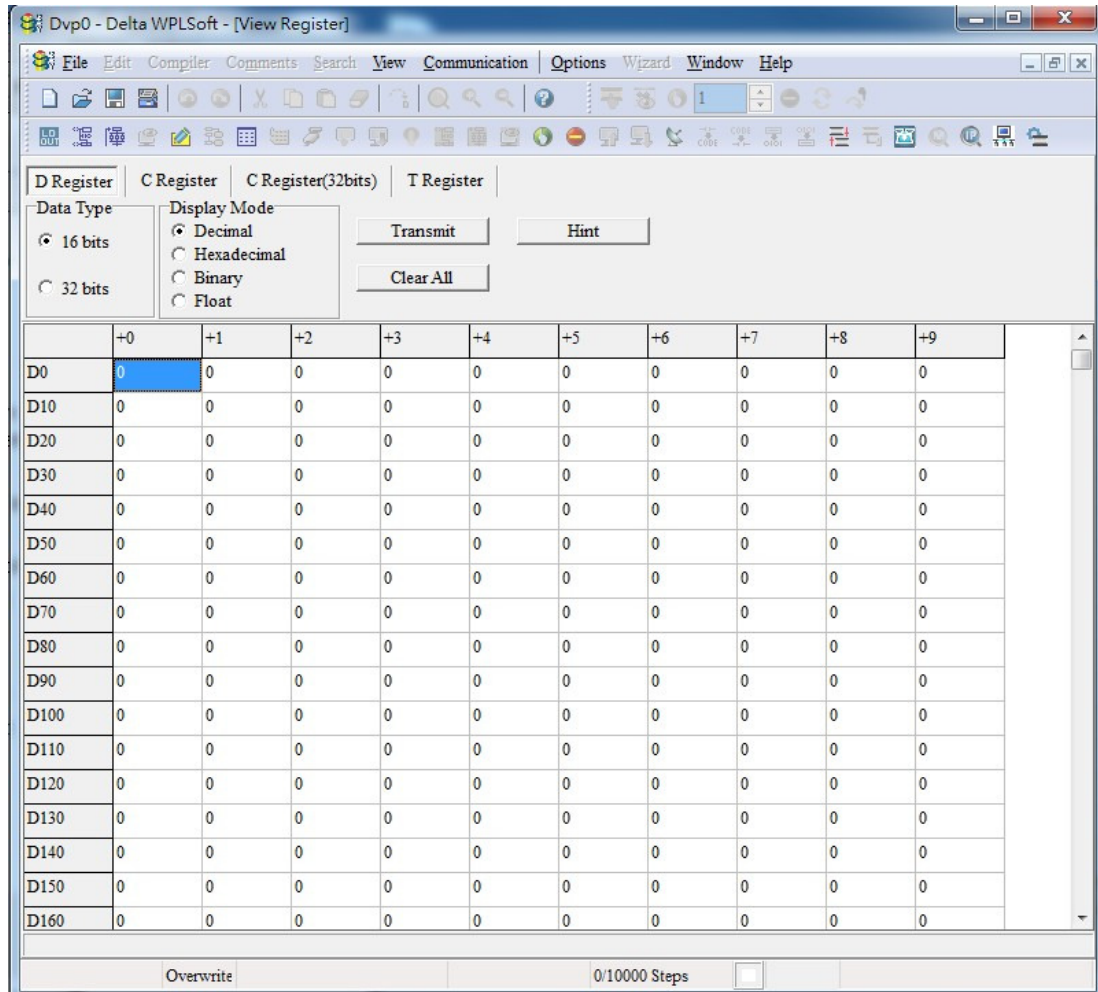 Dvp0 - Delta WPLSoft - [View Register]
File Edit Compiler Comments Search View Communication Options Wizard Window Help
1
D Register C Register C Register(32bits) T Register
Data Type Display Mode
16 bits Decimal Transmit Hint
Hexadecimal
32 bits Binary Clear All
Float
+0 +1 +2 +3 +4 +5 +6 +7 +8 +9
D0 0 0 0 0 0 0 0 0 0 0
D10 0 0 0 0 0 0 0 0 0 0
D20 0 0 0 0 0 0 0 0 0 0
D30 0 0 0 0 0 0 0 0 0 0
D40 0 0 0 0 0 0 0 0 0 0
D50 0 0 0 0 0 0 0 0 0 0
D60 0 0 0 0 0 0 0 0 0 0
D70 0 0 0 0 0 0 0 0 0 0
D80 0 0 0 0 0 0 0 0 0 0
D90 0 0 0 0 0 0 0 0 0 0
D100 0 0 0 0 0 0 0 0 0 0
D110 0 0 0 0 0 0 0 0 0 0
D120 0 0 0 0 0 0 0 0 0 0
D130 0 0 0 0 0 0 0 0 0 0
D140 0 0 0 0 0 0 0 0 0 0
D150 0 0 0 0 0 0 0 0 0 0
D160 0 0 0 0 0 0 0 0 0 0
Overwrite 0/10000 Steps